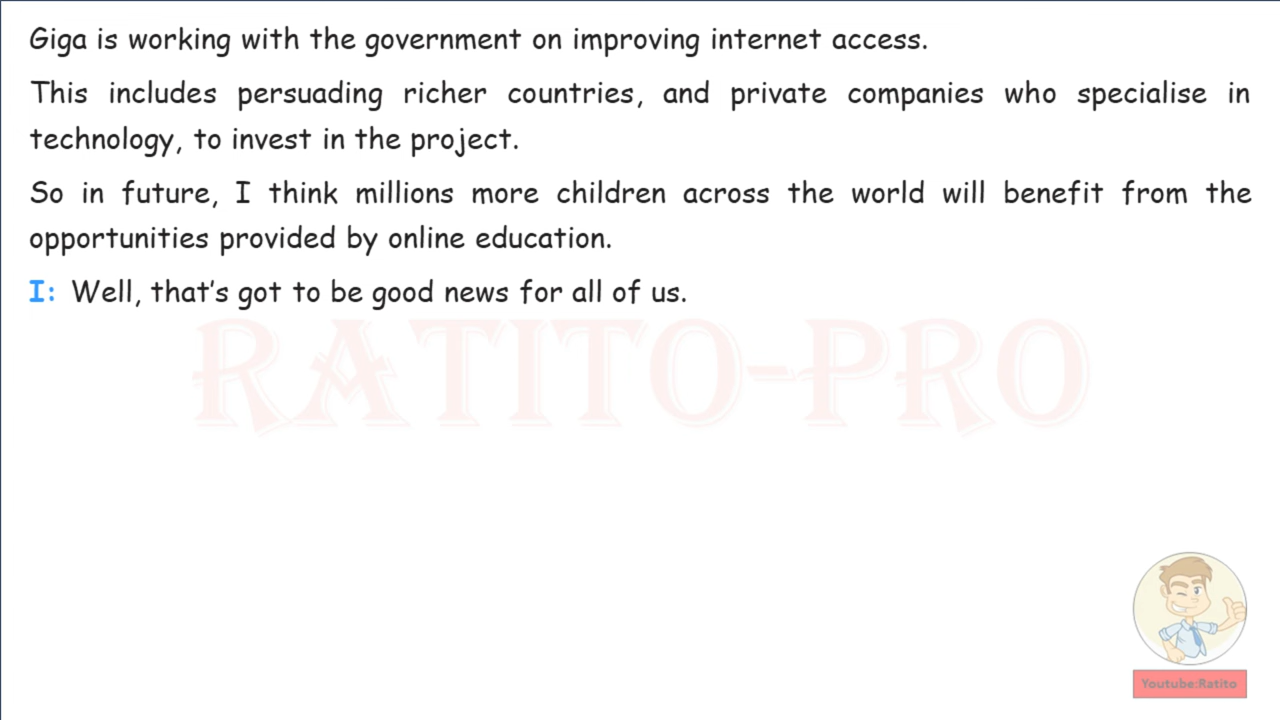 Giga is working with the government on improving internet access.
This includes persuading richer countries, and private companies who specialise in
technology, to invest in the project.
So in future, I think millions more children across the world will benefit from the
opportunities provided by online education.
I: Well, that's got to be good news for all of us.
RATITO-PRO
Youtube:Ratito